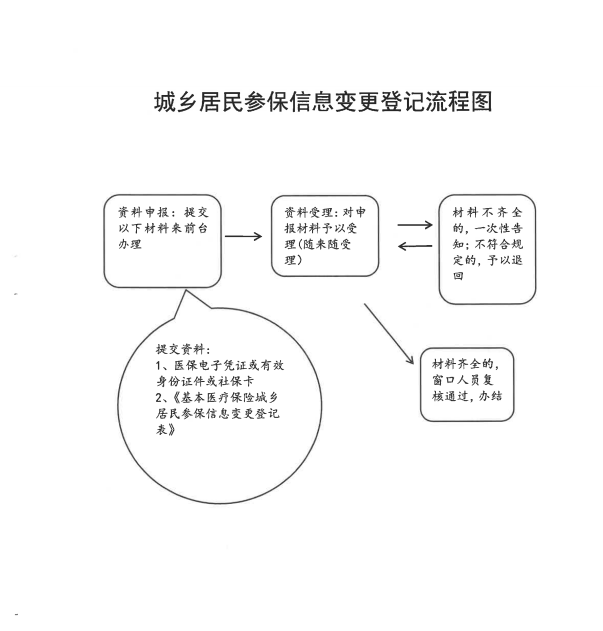 城乡居民参保信息变更登记流程图
资料申报：提交
以下材料来前台
办理
资料受理：对申
报材料予以受
理(随来随受
理)
材料不齐全
的，一次性告
知；不符合规
定的，予以退
回
提交资料：
1、医保电子凭证或有效
身份证件或社保卡
2、《基本医疗保险城乡
居民参保信息变更登记
表》
材料齐全的，
窗口人员复
核通过，办结